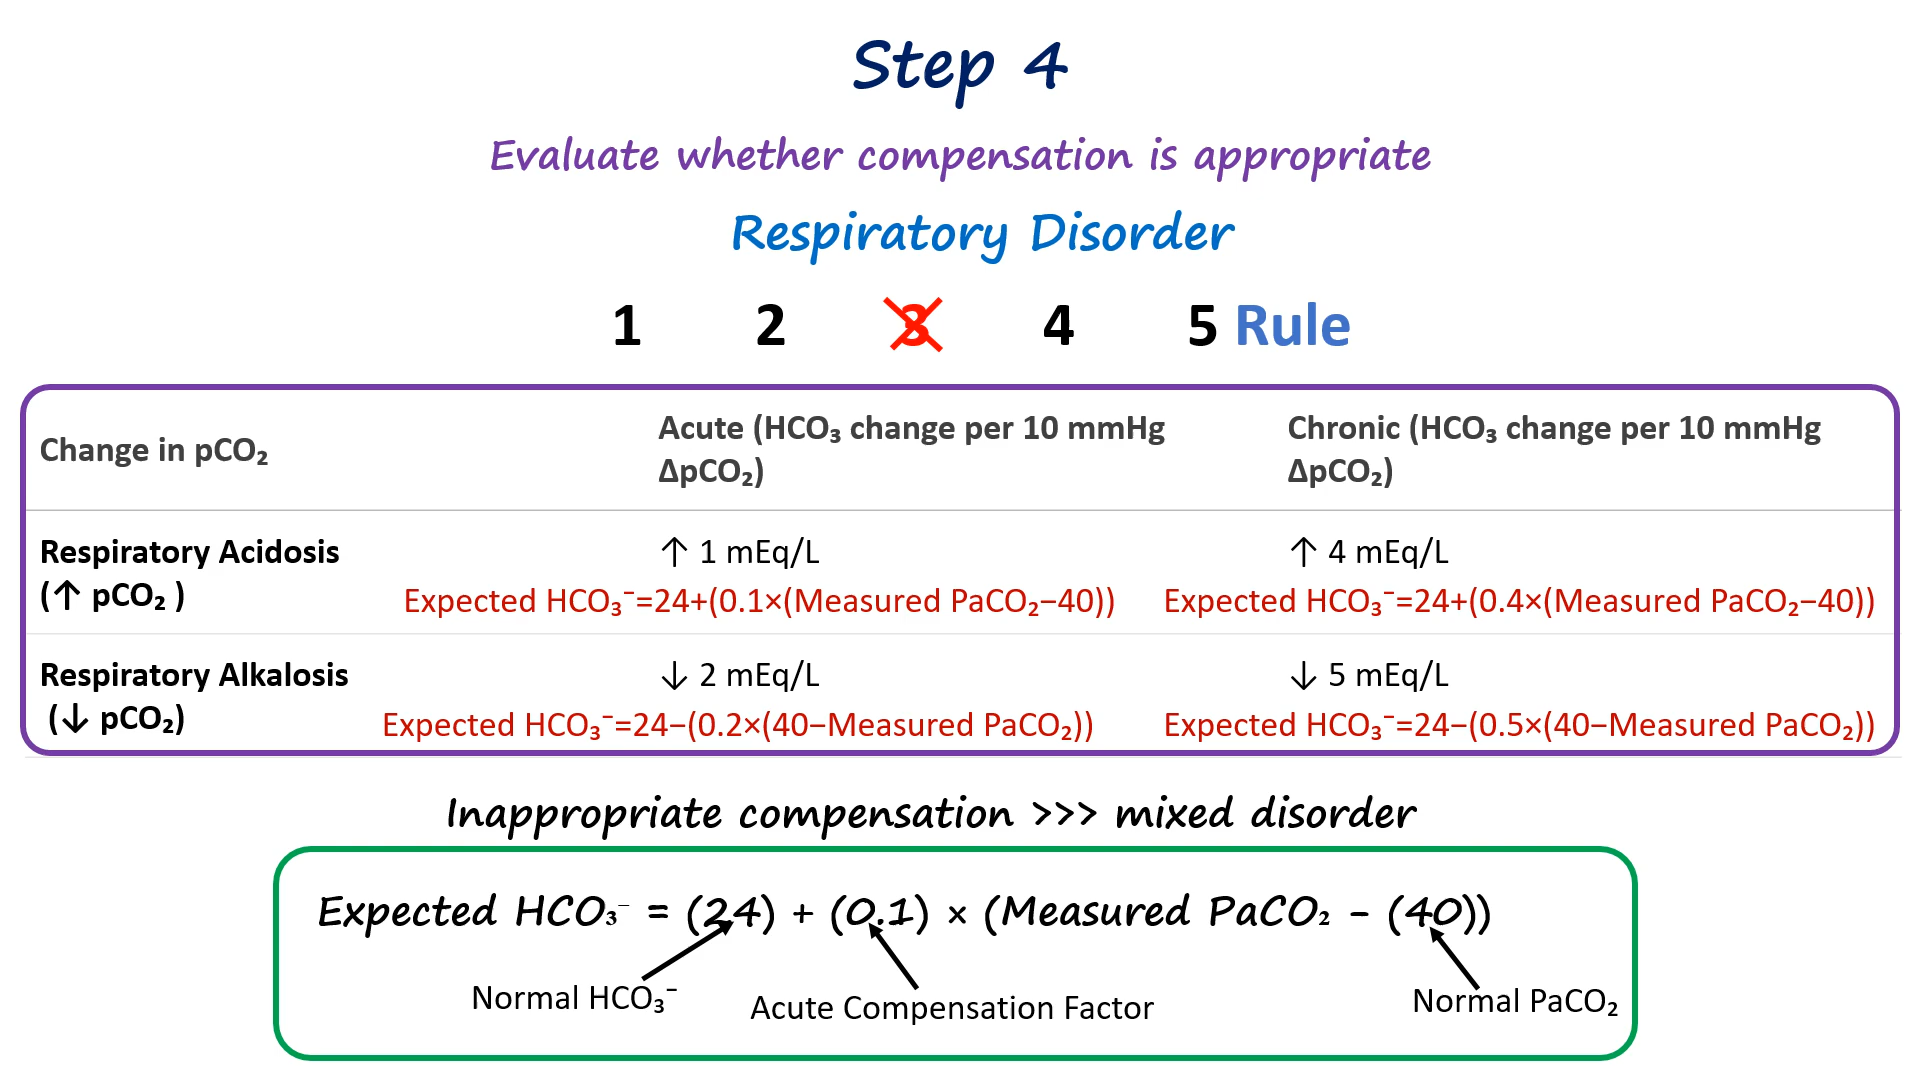 Step 4
Evaluate whether compensation is appropriate
Respiratory Disorder
1 2 3 4 5 Rule
Change in pCO₂
Acute (HCO₃ change per 10 mmHg
ΔpCO₂)
Chronic (HCO₃ change per 10 mmHg
ΔpCO₂)
Respiratory Acidosis
(↑ pCO₂ )
↑ 1 mEq/L
Expected HCO₃⁻=24+(0.1×(Measured PaCO₂−40))
↑ 4 mEq/L
Expected HCO₃⁻=24+(0.4×(Measured PaCO₂−40))
Respiratory Alkalosis
(↓ pCO₂)
↓ 2 mEq/L
Expected HCO₃⁻=24−(0.2×(40−Measured PaCO₂))
↓ 5 mEq/L
Expected HCO₃⁻=24−(0.5×(40−Measured PaCO₂))
Inappropriate compensation >>> mixed disorder
Expected HCO₃⁻ = (24) + (0.1) × (Measured PaCO₂ - (40))
Normal HCO₃⁻
Acute Compensation Factor
Normal PaCO₂